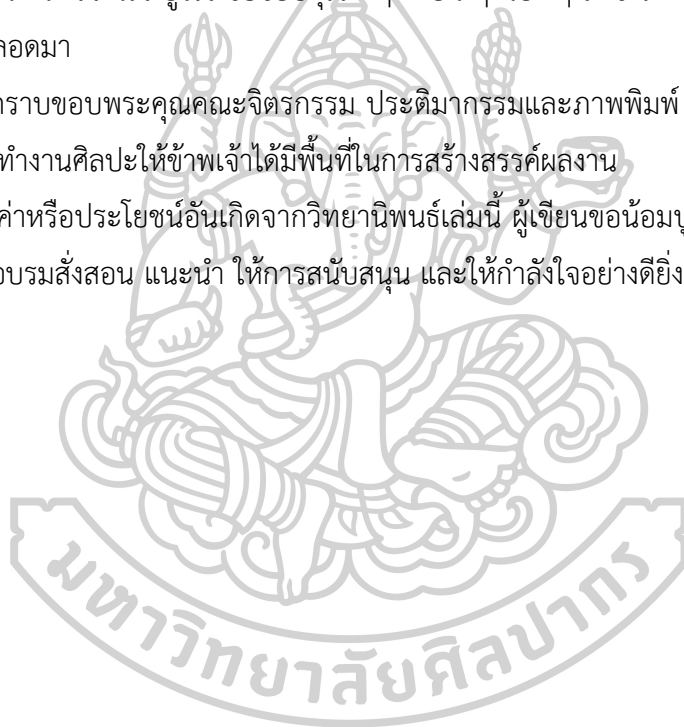 ลอดมา
ราบขอบพระคุณคณะจิตรกรรม ประติมากรรมและภาพพิมพ์
ทำงานศิลปะให้ข้าพเจ้าได้มีพื้นที่ในการสร้างสรรค์ผลงาน
ค่าหรือประโยชน์อันเกิดจากวิทยานิพนธ์เล่มนี้ ผู้เขียนขอน้อมบุ
อบรมสั่งสอน แนะนำ ให้การสนับสนุน และให้กำลังใจอย่างดียิ่ง
มหาวิทยาลัยศิลปากร